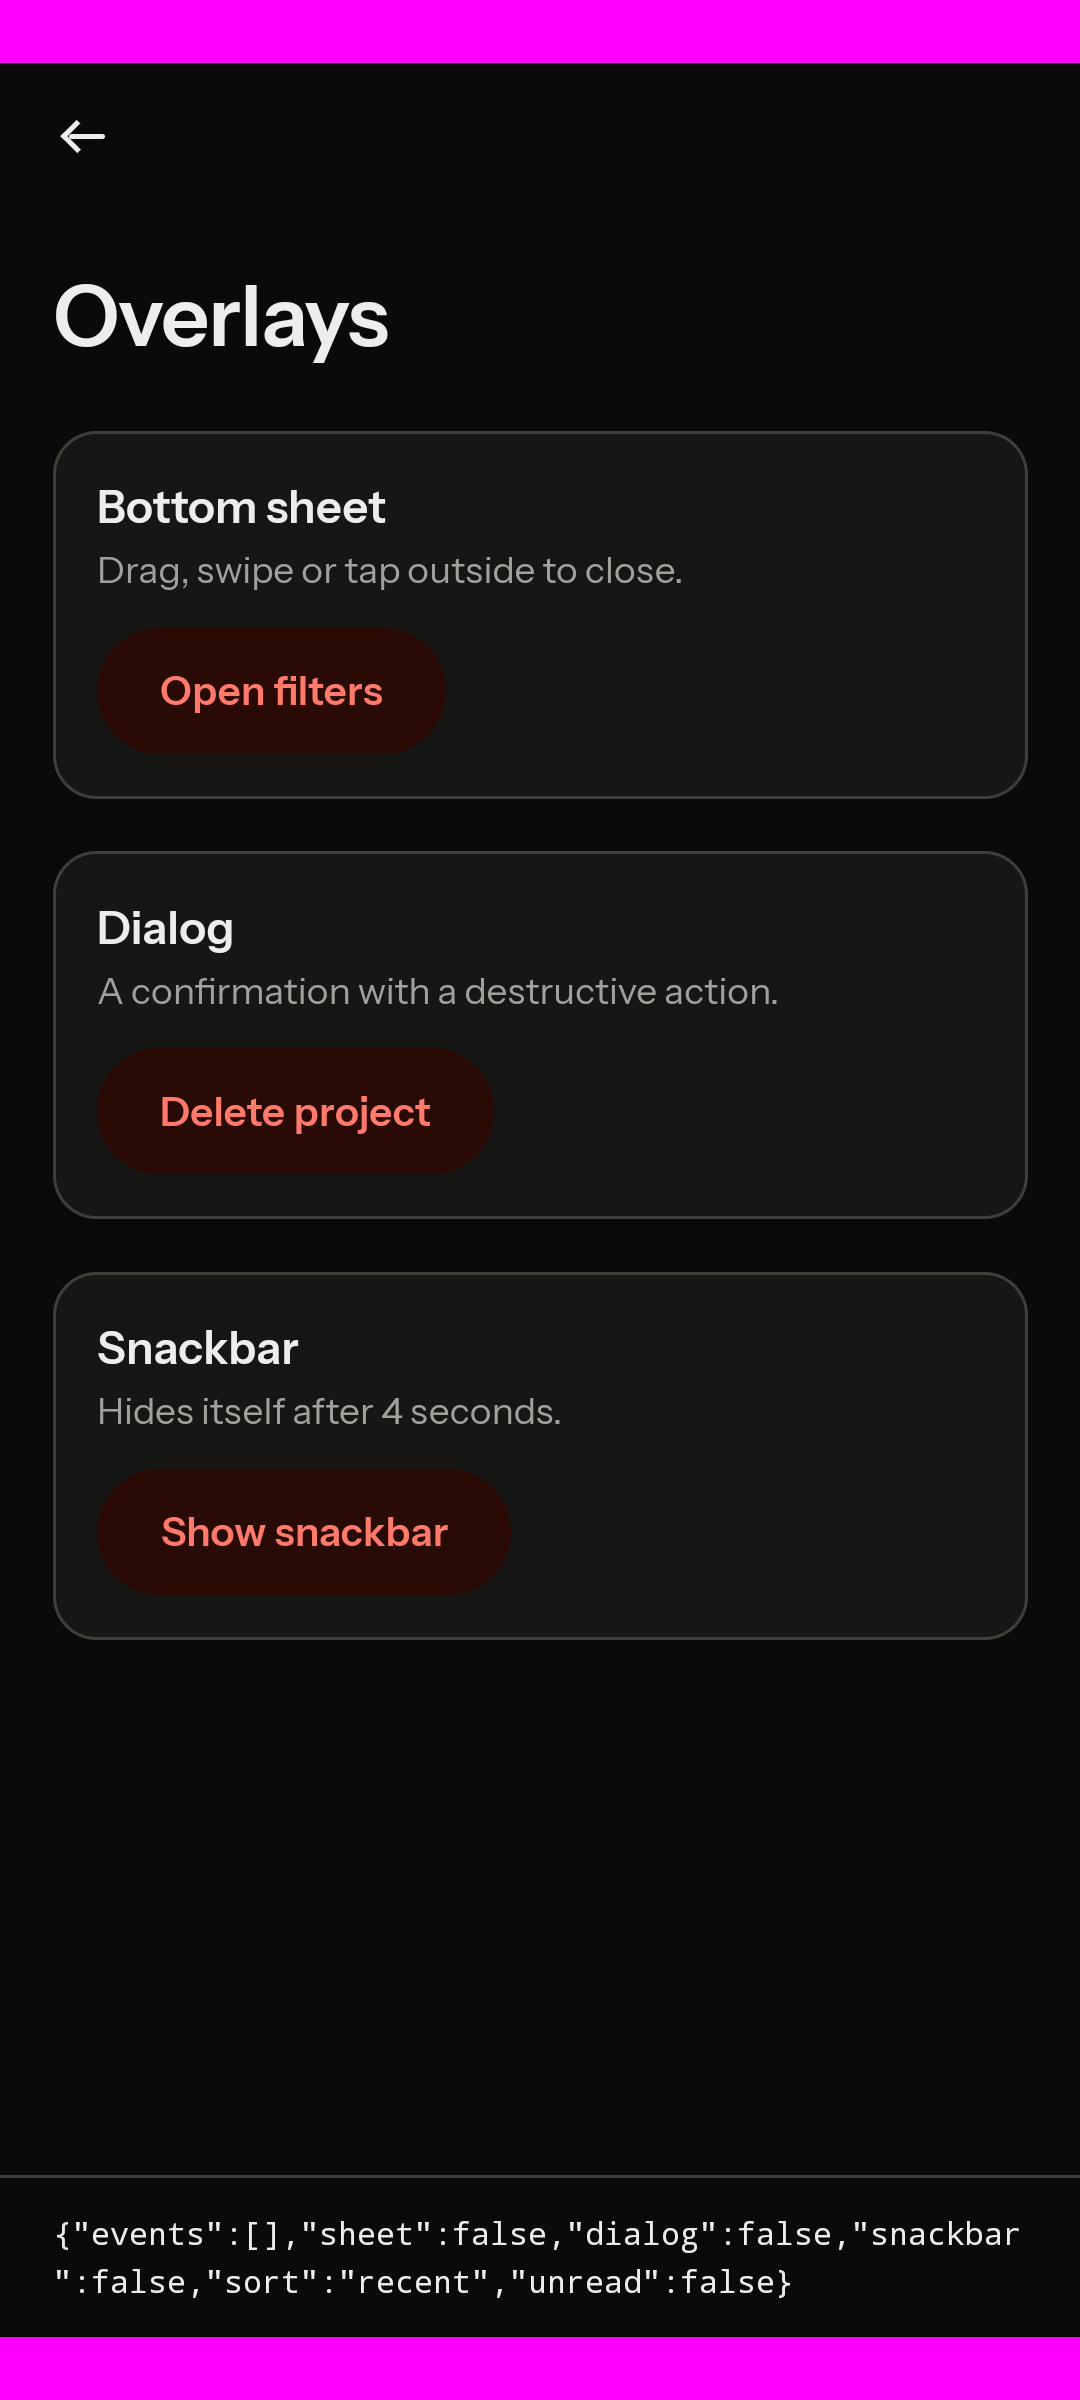 Overlays
Bottom sheet
Drag, swipe or tap outside to close.
Open filters
Dialog
A confirmation with a destructive action.
Delete project
Snackbar
Hides itself after 4 seconds.
Show snackbar
{"events":[],"sheet":false,"dialog":false,"snackbar
":false,"sort":"recent","unread":false}